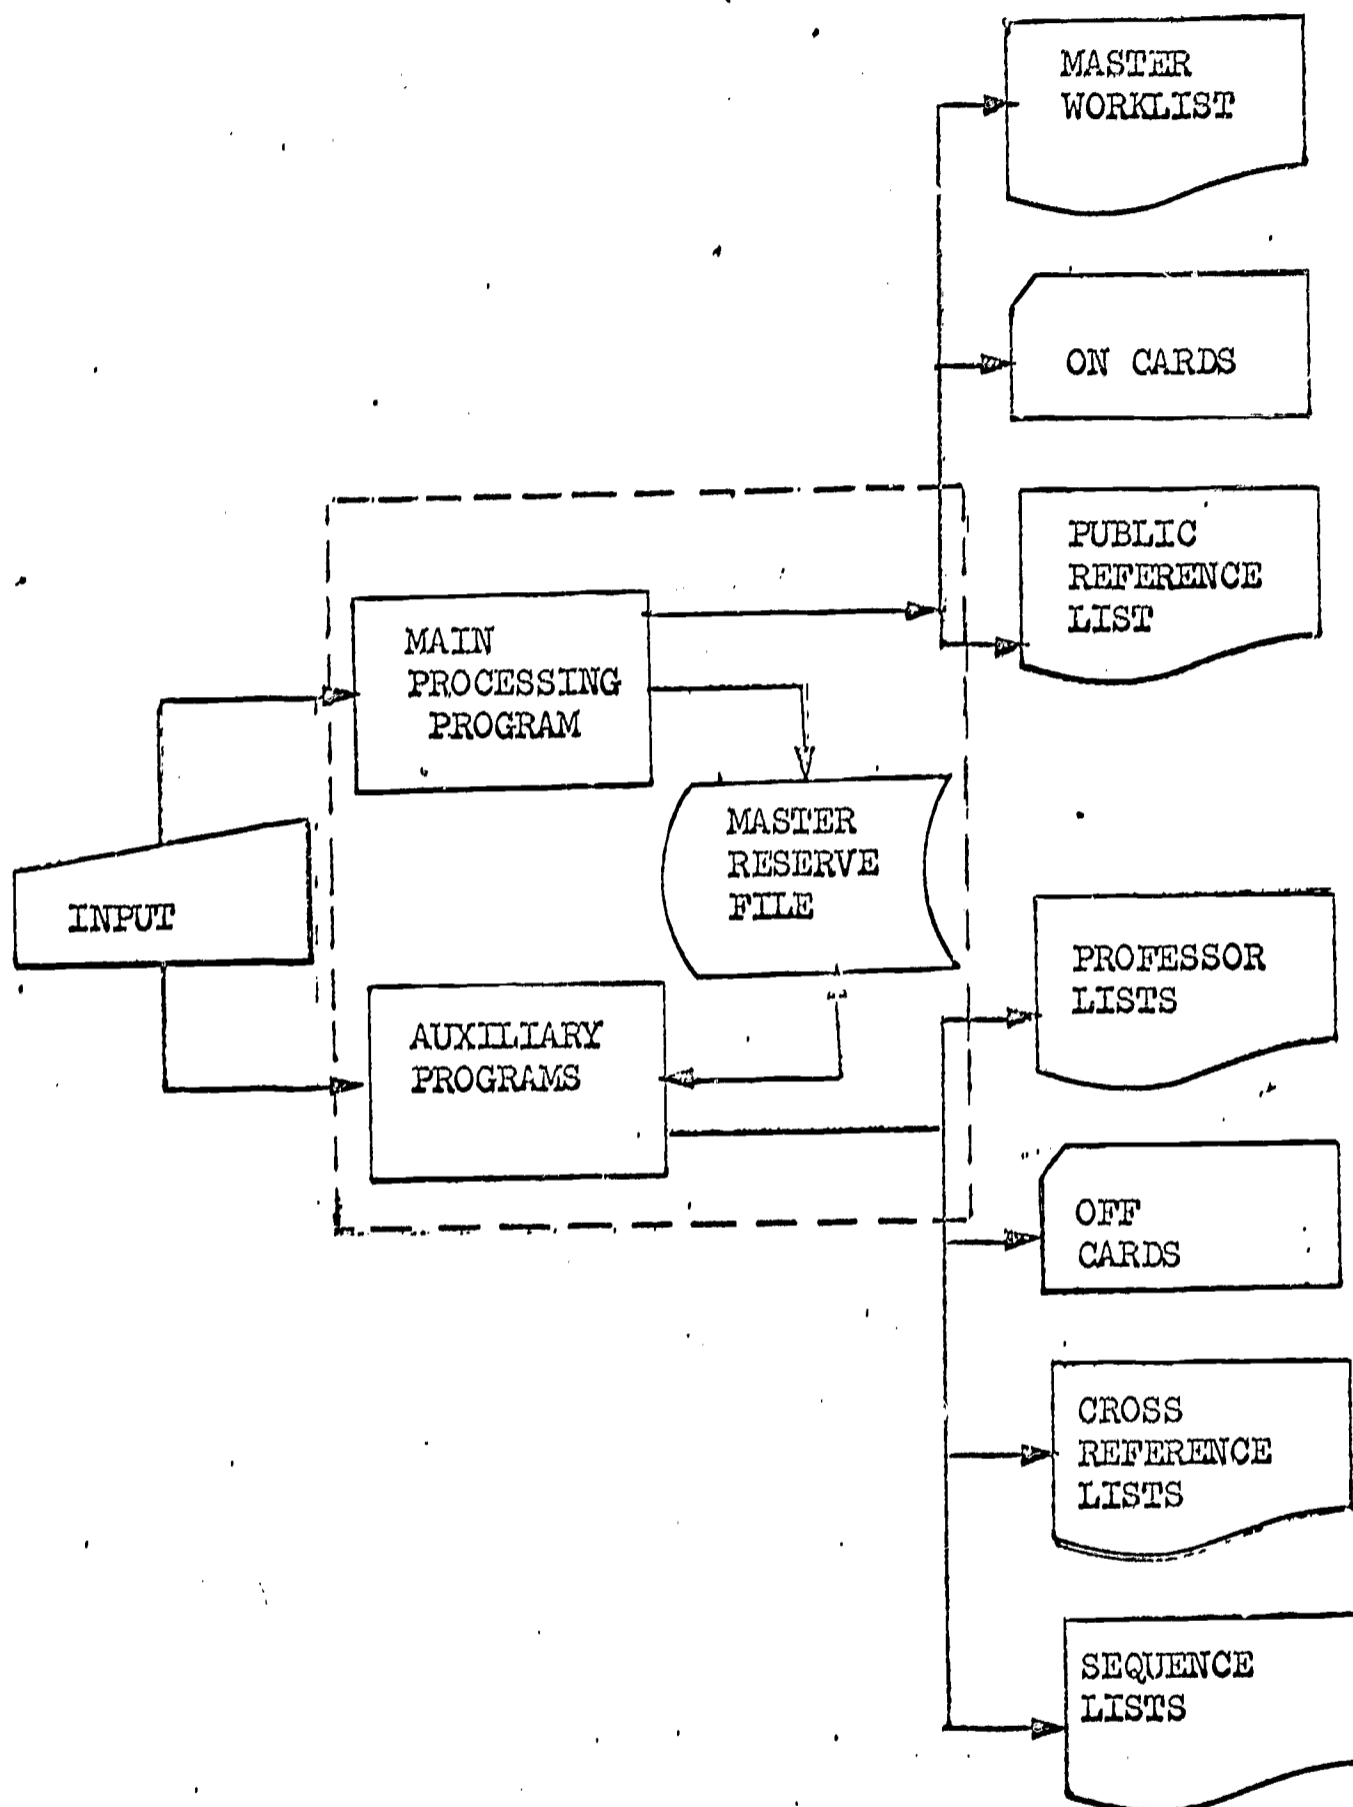 MASTER
WORKLIST
ON CARDS
PUBLIC
REFERENCE
LIST
MAIN
PROCESSING
PROGRAM
MASTER
RESERVE
FILE
INPUT
PROFESSOR
LISTS
AUXILIARY
PROGRAMS
OFF
CARDS
CROSS
REFERENCE
LISTS
SEQUENCE
LISTS